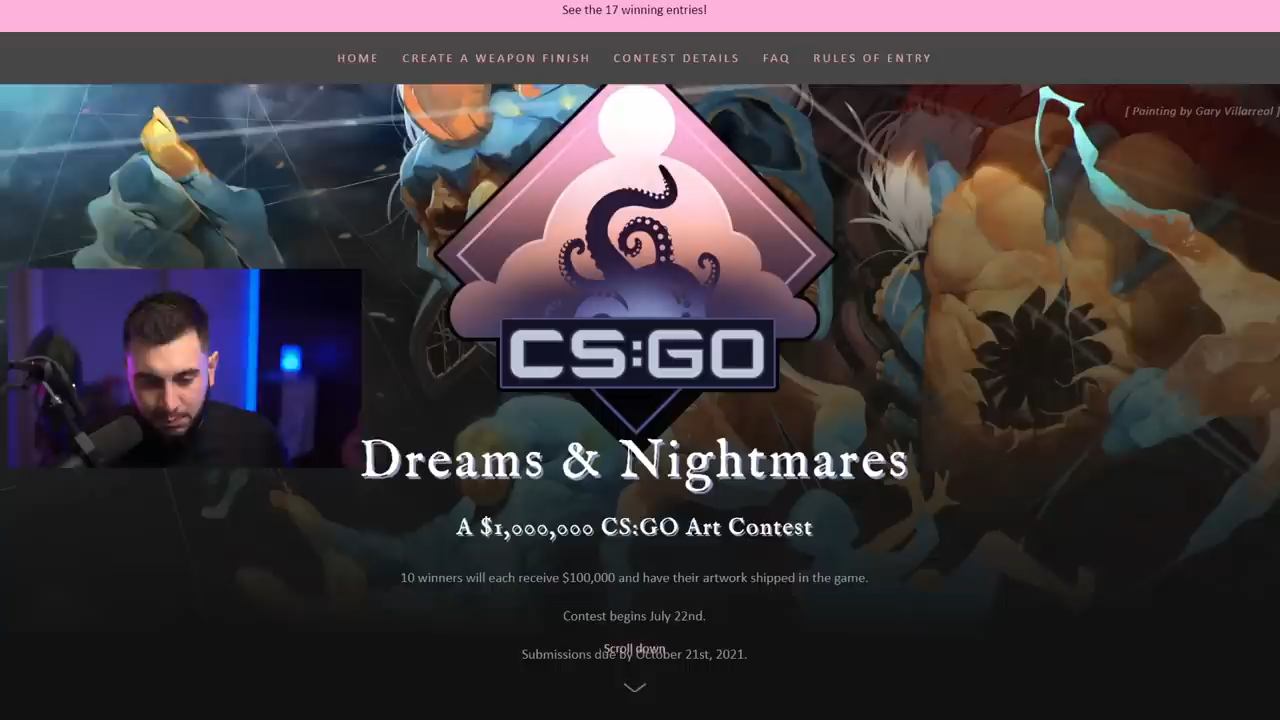 See the 17 winning entries!
HOME CREATE A WEAPON FINISH CONTEST DETAILS FAQ RULES OF ENTRY
[ Painting by Gary Villarreal ]
CS:GO
Dreams & Nightmares
A $1,000,000 CS:GO Art Contest
10 winners will each receive $100,000 and have their artwork shipped in the game.
Contest begins July 22nd.
Scroll down
Submissions due by October 21st, 2021.